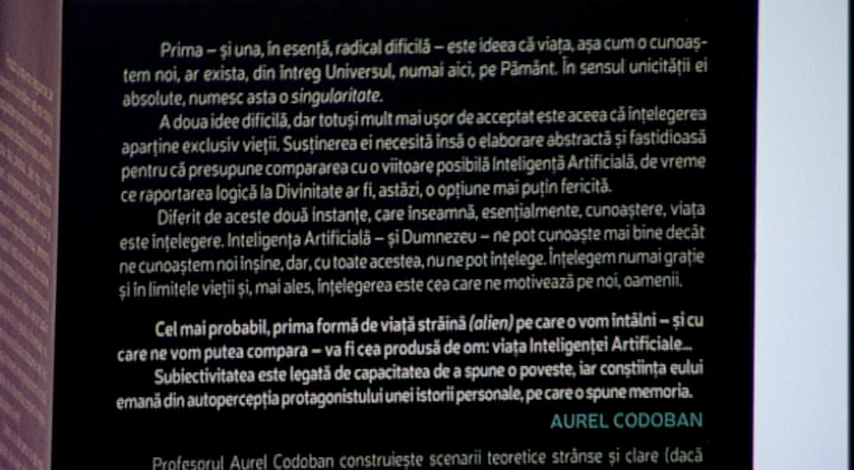 Prima – și una, în esență, radical dificilă – este ideea că viața, așa cum o cunoaș-
tem noi, ar exista, din întreg Universul, numai aici, pe Pământ. În sensul unicității ei
absolute, numesc asta o singularitate.
A doua idee dificilă, dar totuși mult mai ușor de acceptat este aceea că înțelegerea
aparține exclusiv vieții. Susținerea ei necesită însă o elaborare abstractă și fastidioasă
pentru că presupune compararea cu o viitoare posibilă Inteligență Artificială, de vreme
ce raportarea logică la Divinitate ar fi, astăzi, o opțiune mai puțin fericită.
Diferit de aceste două instanțe, care înseamnă, esențialmente, cunoaștere, viața
este înțelegere. Inteligența Artificială – și Dumnezeu – ne pot cunoaște mai bine decât
ne cunoaștem noi înșine, dar, cu toate acestea, nu ne pot înțelege. Înțelegem numai grație
și în limitele vieții și, mai ales, înțelegerea este cea care ne motivează pe noi, oamenii.
Cel mai probabil, prima formă de viață străină (alien) pe care o vom întâlni – și cu
care ne vom putea compara – va fi cea produsă de om: viața Inteligenței Artificiale...
Subiectivitatea este legată de capacitatea de a spune o poveste, iar conștiința eului
emană din autopercepția protagonistului unei istorii personale, pe care o spune memoria.
AUREL CODOBAN
Profesorul Aurel Codoban construiește scenarii teoretice strânse și clare (dacă